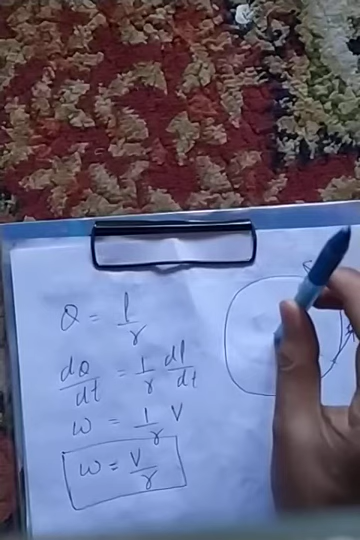 θ = l/r
dθ/dt = 1/r dl/dt
w = 1/r v
w = v/r